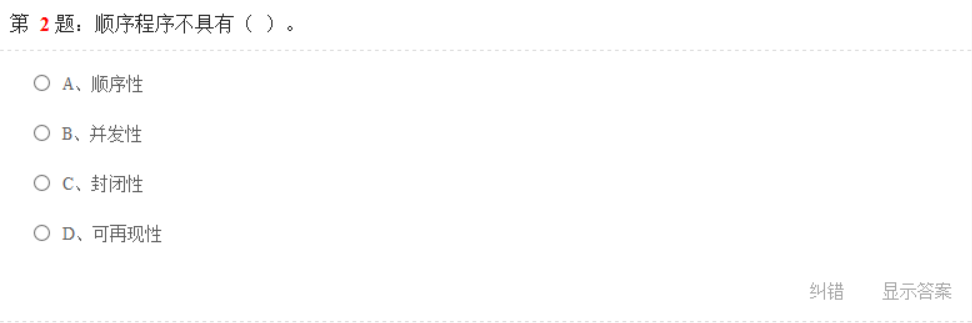 第 2 题：顺序程序不具有（ ）。
A、顺序性
B、并发性
C、封闭性
D、可再现性
纠错 显示答案